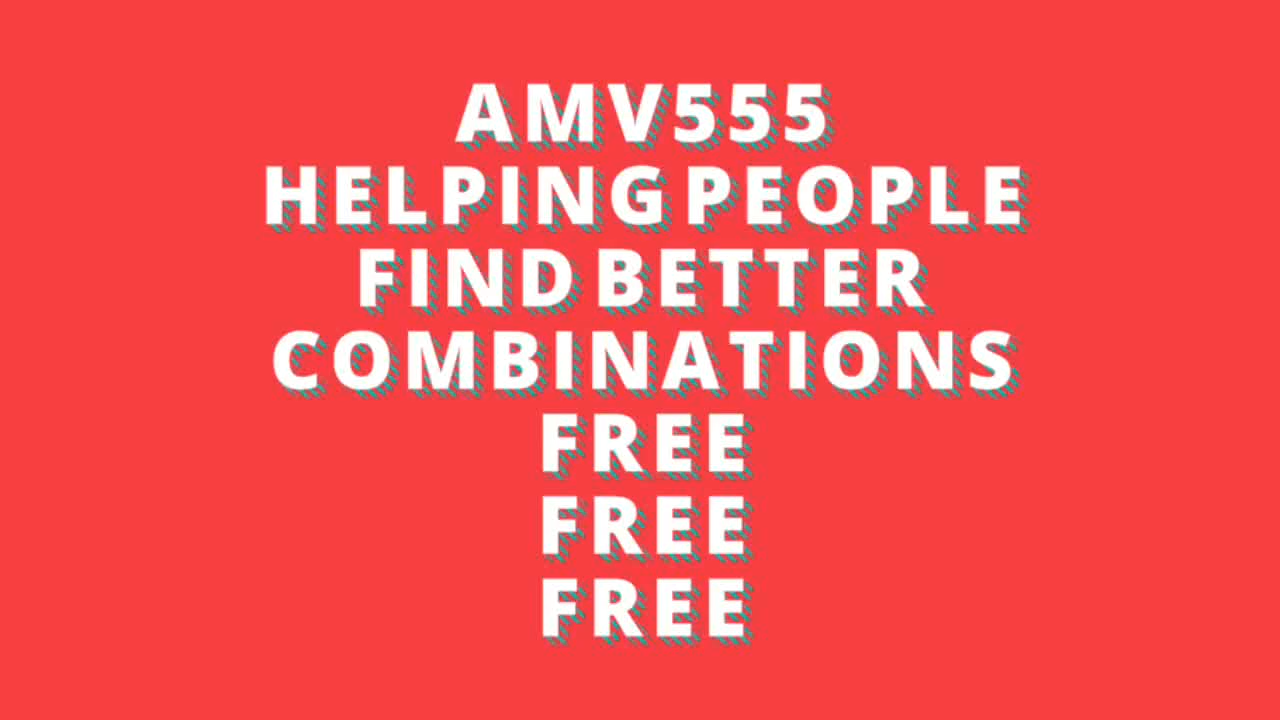 AMV555
HELPING PEOPLE
FIND BETTER
COMBINATIONS
FREE
FREE
FREE